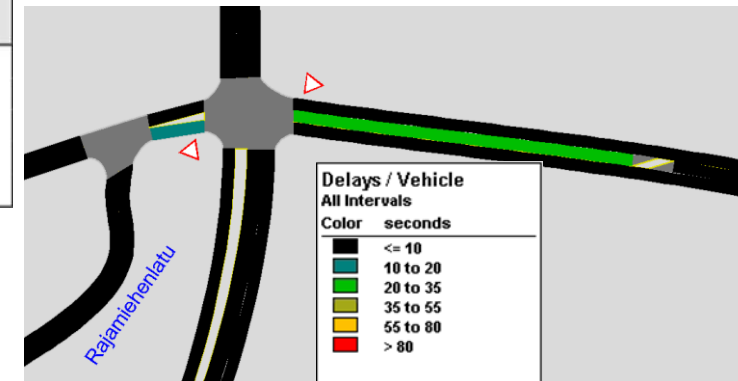 Rajamiehenlatu
Delays / Vehicle
All Intervals
Color seconds
<= 10
10 to 20
20 to 35
35 to 55
55 to 80
> 80